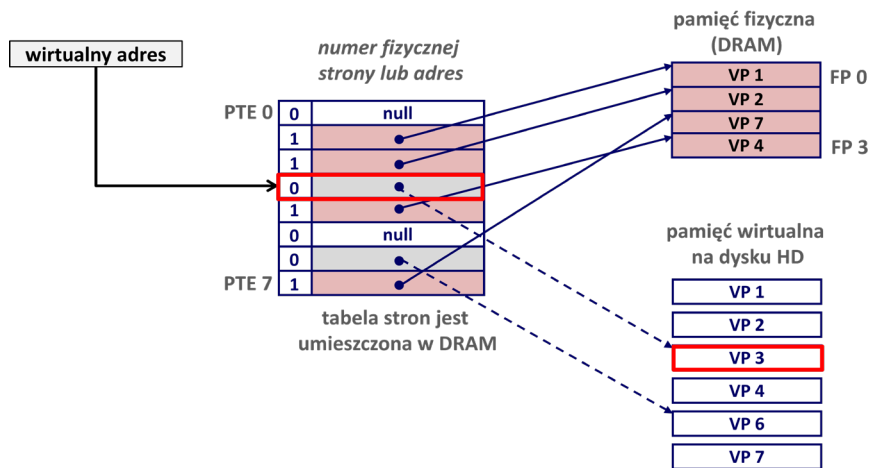 wirtualny adres
numer fizycznej
strony lub adres
PTE 0
0 null
1
1
0
1
0 null
0
PTE 7 1
tabela stron jest
umieszczona w DRAM
pamięć fizyczna
(DRAM)
VP 1 FP 0
VP 2
VP 7
VP 4 FP 3
pamięć wirtualna
na dysku HD
VP 1
VP 2
VP 3
VP 4
VP 6
VP 7